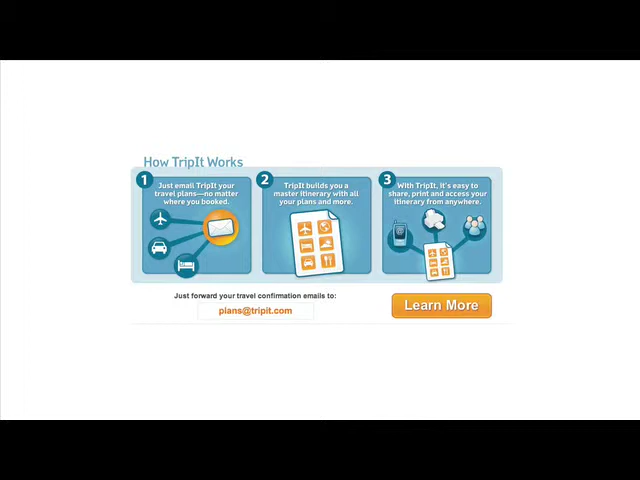 How TripIt Works
1
Just email TripIt your
travel plans—no matter
where you booked.
2
TripIt builds you a
master itinerary with all
your plans and more.
3
With TripIt, it's easy to
share, print and access your
itinerary from anywhere.
Just forward your travel confirmation emails to:
plans@tripit.com
Learn More